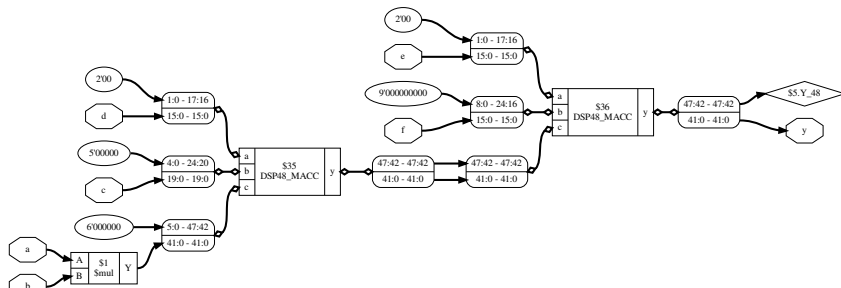 2'00
1:0 - 17:16
e
15:0 - 15:0
9'000000000
8:0 - 24:16
f
15:0 - 15:0
a
b
c
$36
DSP48_MACC
y
47:42 - 47:42
41:0 - 41:0
$5.Y_48
y
2'00
1:0 - 17:16
d
15:0 - 15:0
5'00000
4:0 - 24:20
c
19:0 - 19:0
a
b
c
$35
DSP48_MACC
y
47:42 - 47:42
41:0 - 41:0
47:42 - 47:42
41:0 - 41:0
6'000000
5:0 - 47:42
41:0 - 41:0
a
A
B
$1
$mul
Y
b